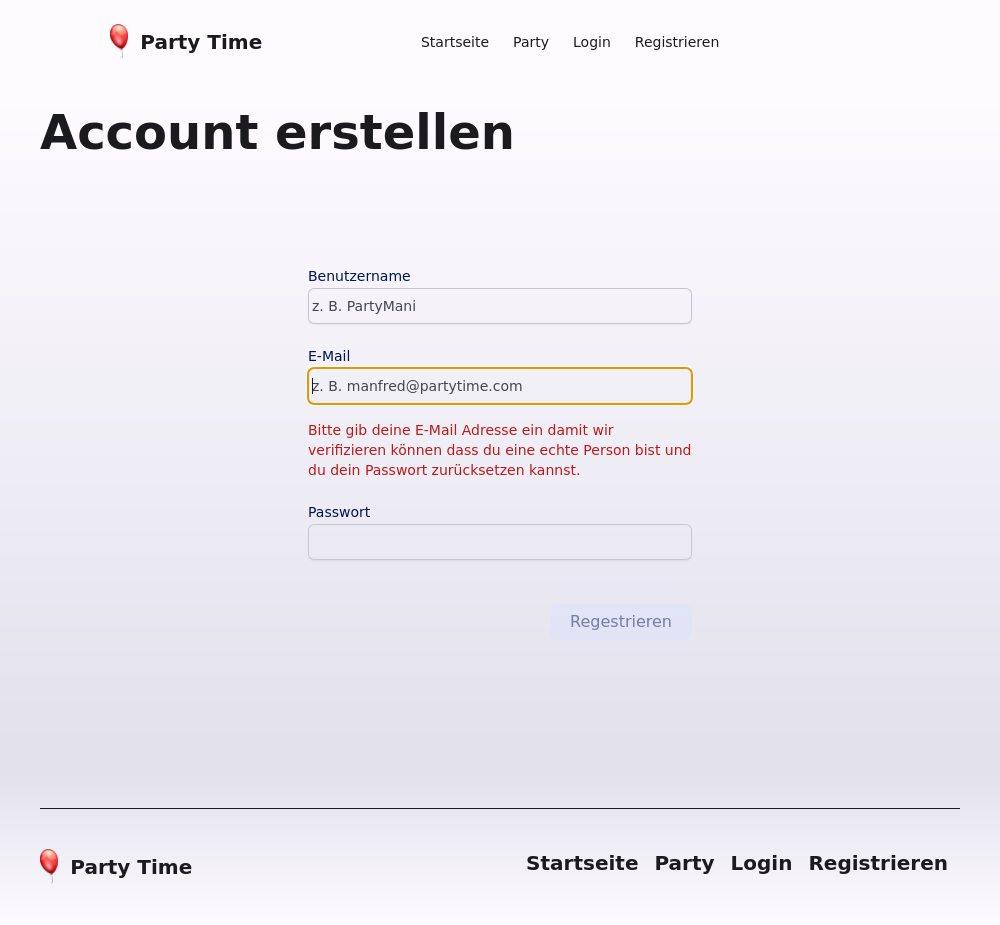 Party Time
Startseite Party Login Registrieren
Account erstellen
Benutzername
z. B. PartyMani
E-Mail
z. B. manfred@partytime.com
Bitte gib deine E-Mail Adresse ein damit wir
verifizieren können dass du eine echte Person bist und
du dein Passwort zurücksetzen kannst.
Passwort
Regestrieren
Party Time
Startseite Party Login Registrieren